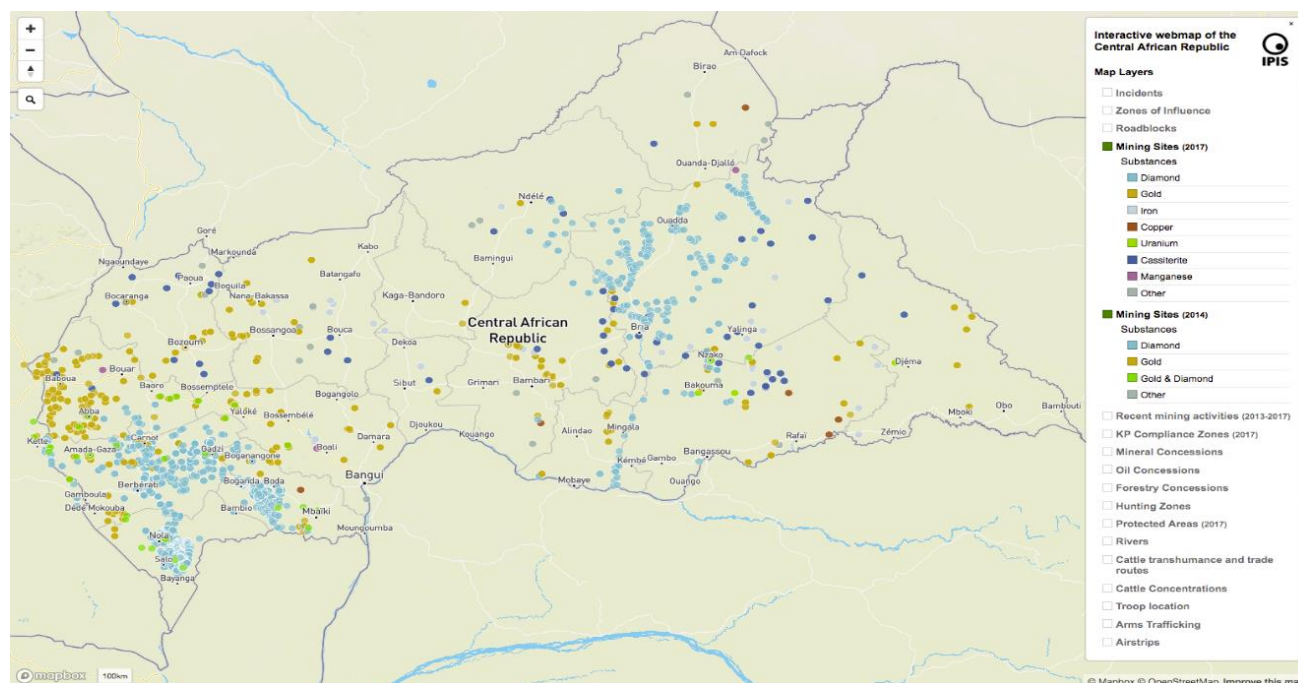 +
−
Interactive webmap of the
Central African Republic
IPIS
Map Layers
Incidents
Zones of Influence
Roadblocks
Mining Sites (2017)
Substances
Diamond
Gold
Iron
Copper
Uranium
Cassiterite
Manganese
Other
Mining Sites (2014)
Substances
Diamond
Gold
Gold & Diamond
Other
Recent mining activities (2013-2017)
KP Compliance Zones (2017)
Mineral Concessions
Oil Concessions
Forestry Concessions
Hunting Zones
Protected Areas (2017)
Rivers
Cattle transhumance and trade
routes
Cattle Concentrations
Troop location
Arms Trafficking
Airstrips
Am Dafock
Birao
Ouanda-Djallé
Ndélé
Ouadda
Goré
Markounda
Kabo
Bamingui
Ngaoundaye
Paoua
Batangafo
Boguila
Bocaranga
Nana-Bakassa
Kaga-Bandoro
Central African
Republic
Bossangoa
Bouca
Bria
Yalinga
Bozoum
Dekoa
Nzako
Djéma
Bouar
Baboua
Baoro
Bossemptele
Sibut
Grimari
Bambari
Bakouma
Bogangolo
Abba
Yaloké
Bossembélé
Mboki
Obo
Bambouti
Djoukou
Kouango
Alindao
Mingala
Rafaï
Zémio
Damara
Carnot
Amada-Gaza
Gadzi
Boali
Boganangone
Kémbé
Gambo
Bangassou
Bangui
Berbérati
Boganda
Boda
Mobaye
Ouango
Gamboula
Dédé Mokouba
Bambio
Mbaïki
Moungoumba
Nola
Salo
Bayanga
mapbox
100km
© Mapbox © OpenStreetMap Improve this ma